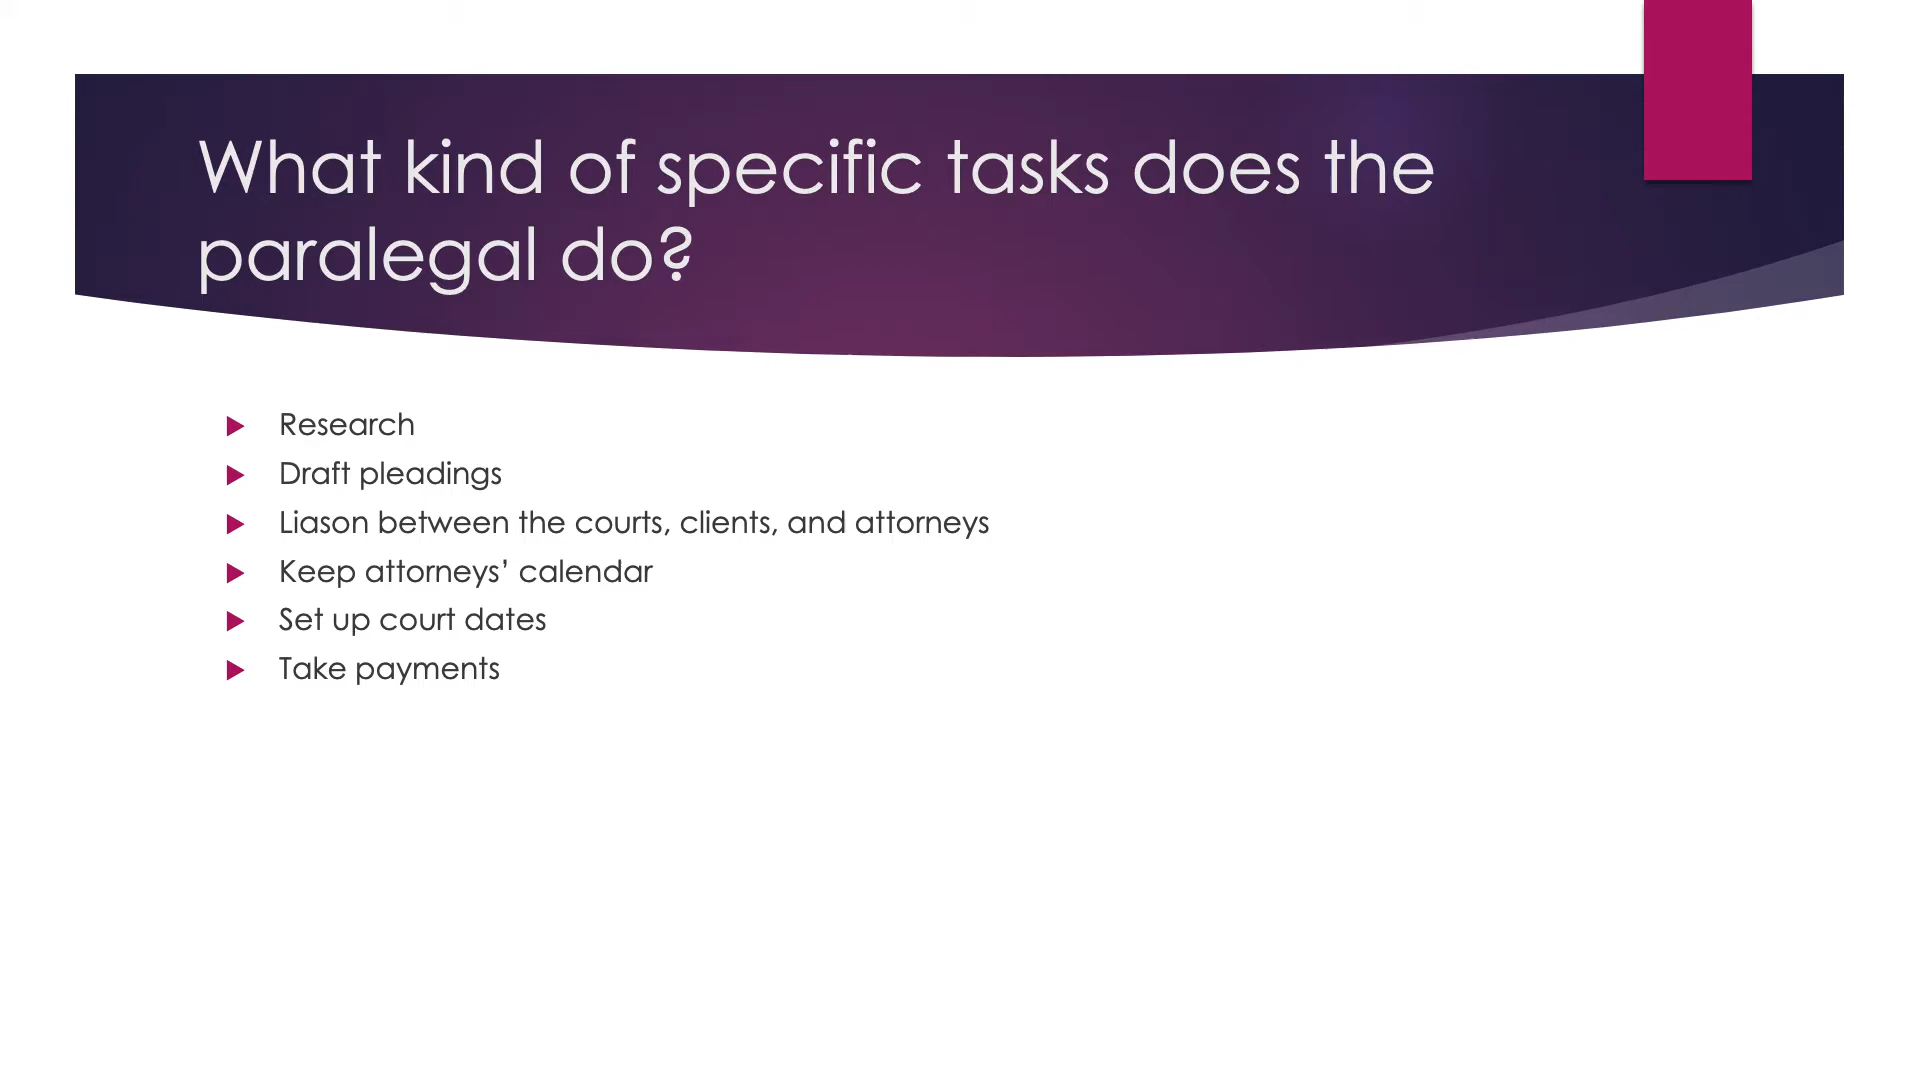 What kind of specific tasks does the
paralegal do?
Research
Draft pleadings
Liason between the courts, clients, and attorneys
Keep attorneys’ calendar
Set up court dates
Take payments